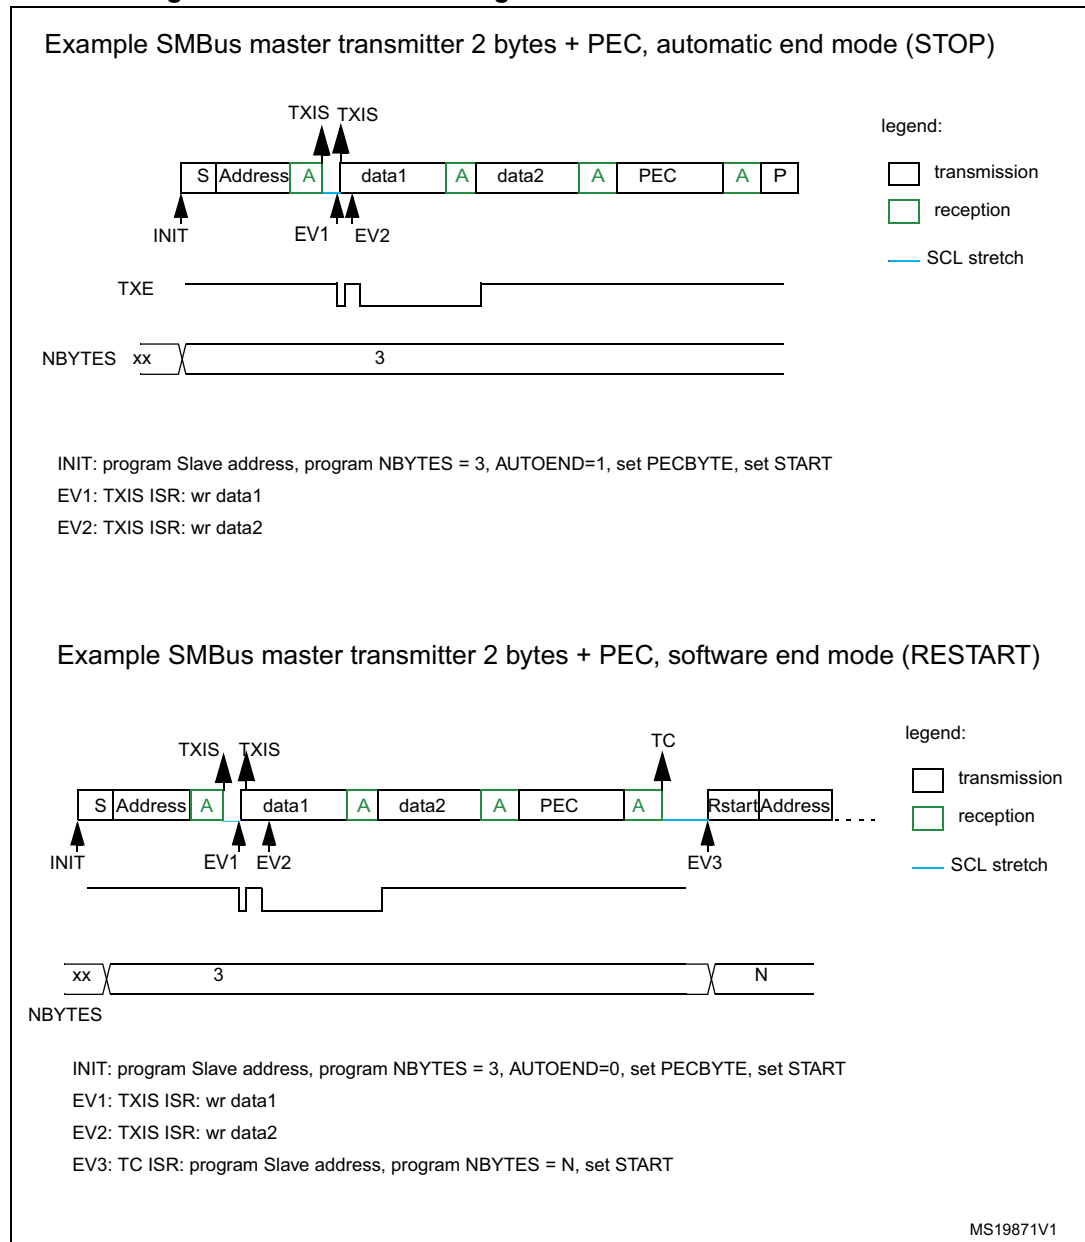 Example SMBus master transmitter 2 bytes + PEC, automatic end mode (STOP)
TXIS TXIS
legend:
S Address A data1 A data2 A PEC A P
transmission
reception
INIT EV1 EV2
SCL stretch
TXE
NBYTES xx 3
INIT: program Slave address, program NBYTES = 3, AUTOEND=1, set PECBYTE, set START
EV1: TXIS ISR: wr data1
EV2: TXIS ISR: wr data2
Example SMBus master transmitter 2 bytes + PEC, software end mode (RESTART)
TXIS TXIS TC
legend:
S Address A data1 A data2 A PEC A Rstart Address
transmission
reception
INIT EV1 EV2 EV3
SCL stretch
xx 3 N
NBYTES
INIT: program Slave address, program NBYTES = 3, AUTOEND=0, set PECBYTE, set START
EV1: TXIS ISR: wr data1
EV2: TXIS ISR: wr data2
EV3: TC ISR: program Slave address, program NBYTES = N, set START
MS19871V1